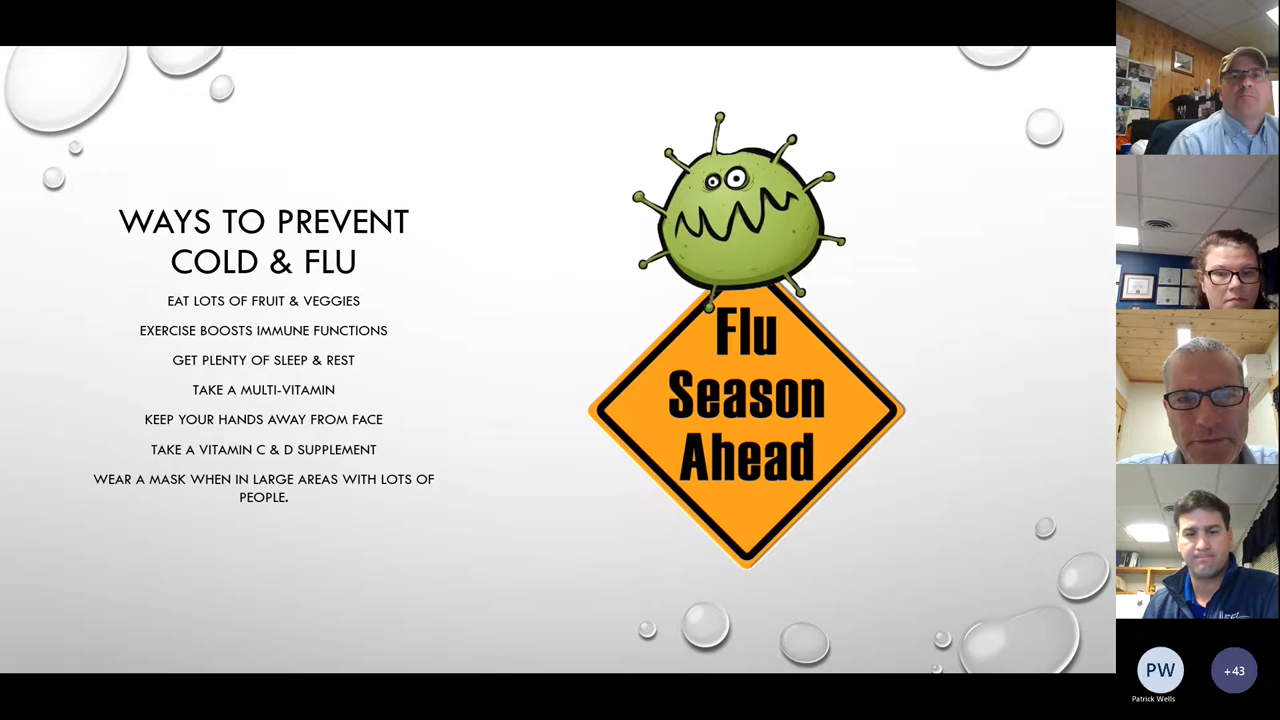 WAYS TO PREVENT
COLD & FLU
EAT LOTS OF FRUIT & VEGGIES
EXERCISE BOOSTS IMMUNE FUNCTIONS
GET PLENTY OF SLEEP & REST
TAKE A MULTI-VITAMIN
KEEP YOUR HANDS AWAY FROM FACE
TAKE A VITAMIN C & D SUPPLEMENT
WEAR A MASK WHEN IN LARGE AREAS WITH LOTS OF
PEOPLE.
Flu
Season
Ahead
PW
Patrick Wells
+43